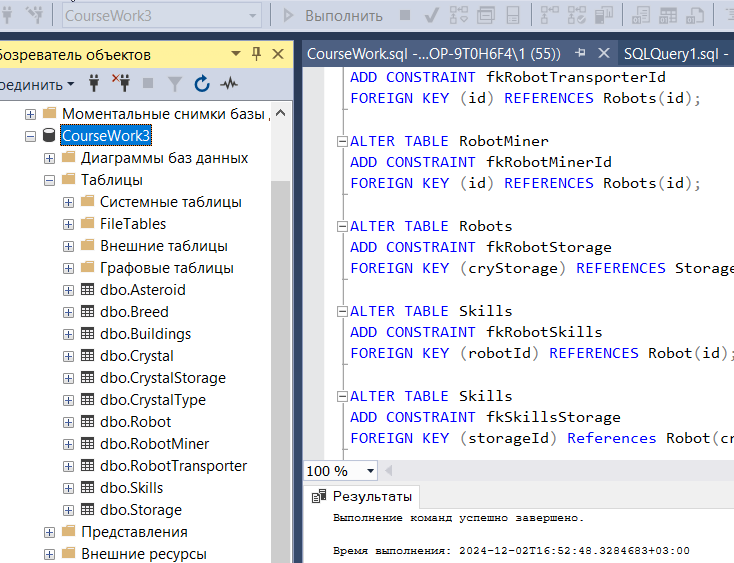 CourseWork3
Выполнить
Бозреватель объектов
оединить
Моментальные снимки базы
CourseWork3
Диаграммы баз данных
Таблицы
Системные таблицы
FileTables
Внешние таблицы
Графовые таблицы
dbo.Asteroid
dbo.Breed
dbo.Buildings
dbo.Crystal
dbo.CrystalStorage
dbo.CrystalType
dbo.Robot
dbo.RobotMiner
dbo.RobotTransporter
dbo.Skills
dbo.Storage
Представления
Внешние ресурсы
CourseWork.sql -...OP-9T0H6F4\1 (55))
SQLQuery1.sql -
ADD CONSTRAINT fkRobotTransporterId
FOREIGN KEY (id) REFERENCES Robots(id);
ALTER TABLE RobotMiner
ADD CONSTRAINT fkRobotMinerId
FOREIGN KEY (id) REFERENCES Robots(id);
ALTER TABLE Robots
ADD CONSTRAINT fkRobotStorage
FOREIGN KEY (cryStorage) REFERENCES Storage
ALTER TABLE Skills
ADD CONSTRAINT fkRobotSkills
FOREIGN KEY (robotId) REFERENCES Robot(id);
ALTER TABLE Skills
ADD CONSTRAINT fkSkillsStorage
FOREIGN KEY (storageId) References Robot(cr
100 %
Результаты
Выполнение команд успешно завершено.
Время выполнения: 2024-12-02T16:52:48.3284683+03:00